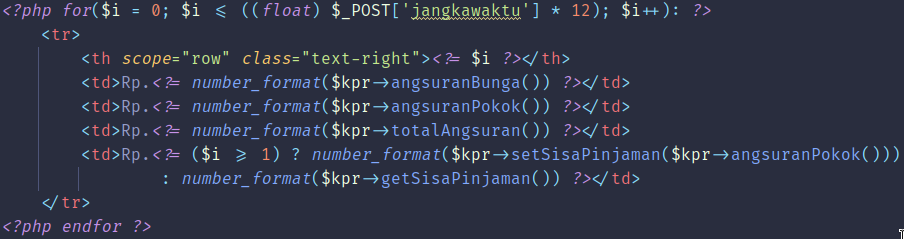 <?php for($i = 0; $i <= ((float) $_POST['jangkawaktu'] * 12); $i++): ?>
<tr>
<th scope="row" class="text-right"><?= $i ?></th>
<td>Rp.<?= number_format($kpr->angsuranBunga()) ?></td>
<td>Rp.<?= number_format($kpr->angsuranPokok()) ?></td>
<td>Rp.<?= number_format($kpr->totalAngsuran()) ?></td>
<td>Rp.<?= ($i >= 1) ? number_format($kpr->setSisaPinjaman($kpr->angsuranPokok()))
: number_format($kpr->getSisaPinjaman()) ?></td>
</tr>
<?php endfor ?>